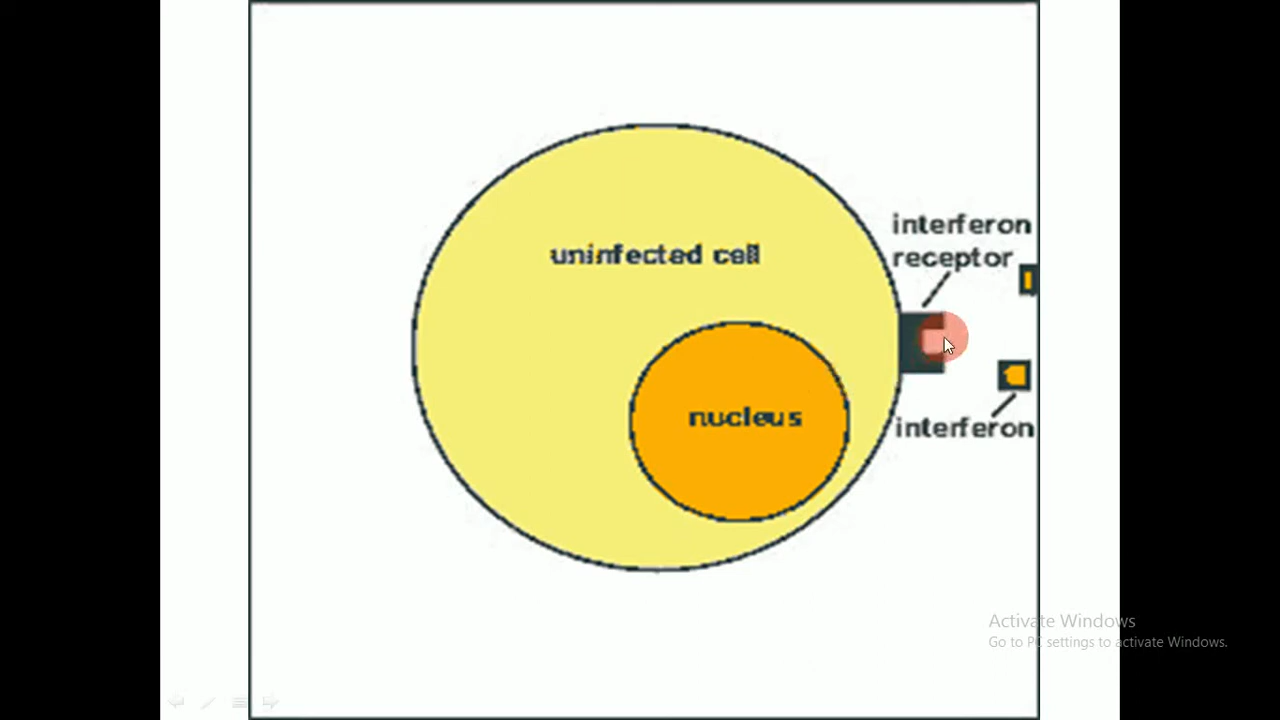 uninfected cell
interferon
receptor
nucleus
interferon
Activate Windows
Go to PC settings to activate Windows.